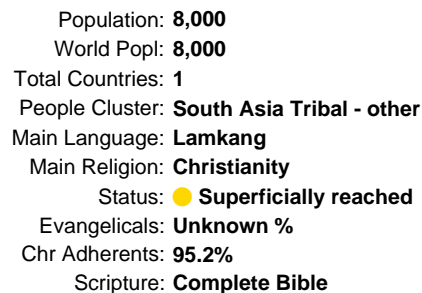 Population: 8,000
World Popl: 8,000
Total Countries: 1
People Cluster: South Asia Tribal - other
Main Language: Lamkang
Main Religion: Christianity
Status: Superficially reached
Evangelicals: Unknown %
Chr Adherents: 95.2%
Scripture: Complete Bible